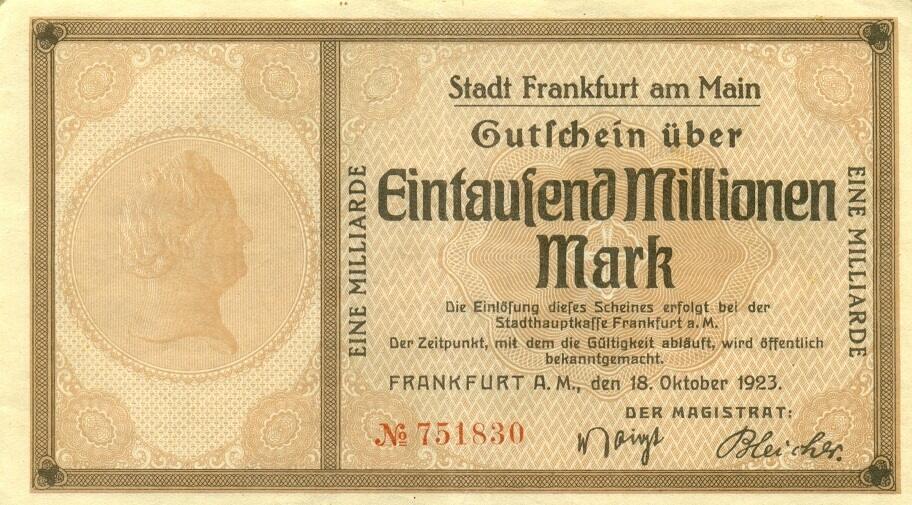 Stadt Frankfurt am Main
Gutſchein über
Eintauſend Millionen
Mark
EINE MILLIARDE
EINE MILLIARDE
Die Einlöſung dieſes Scheines erfolgt bei der
Stadthauptkaſſe Frankfurt a. M.
Der Zeitpunkt, mit dem die Gültigkeit abläuft, wird öffentlich
bekanntgemacht.
FRANKFURT A. M., den 18. Oktober 1923.
DER MAGISTRAT:
№ 751830
Voigt
Bleicher.